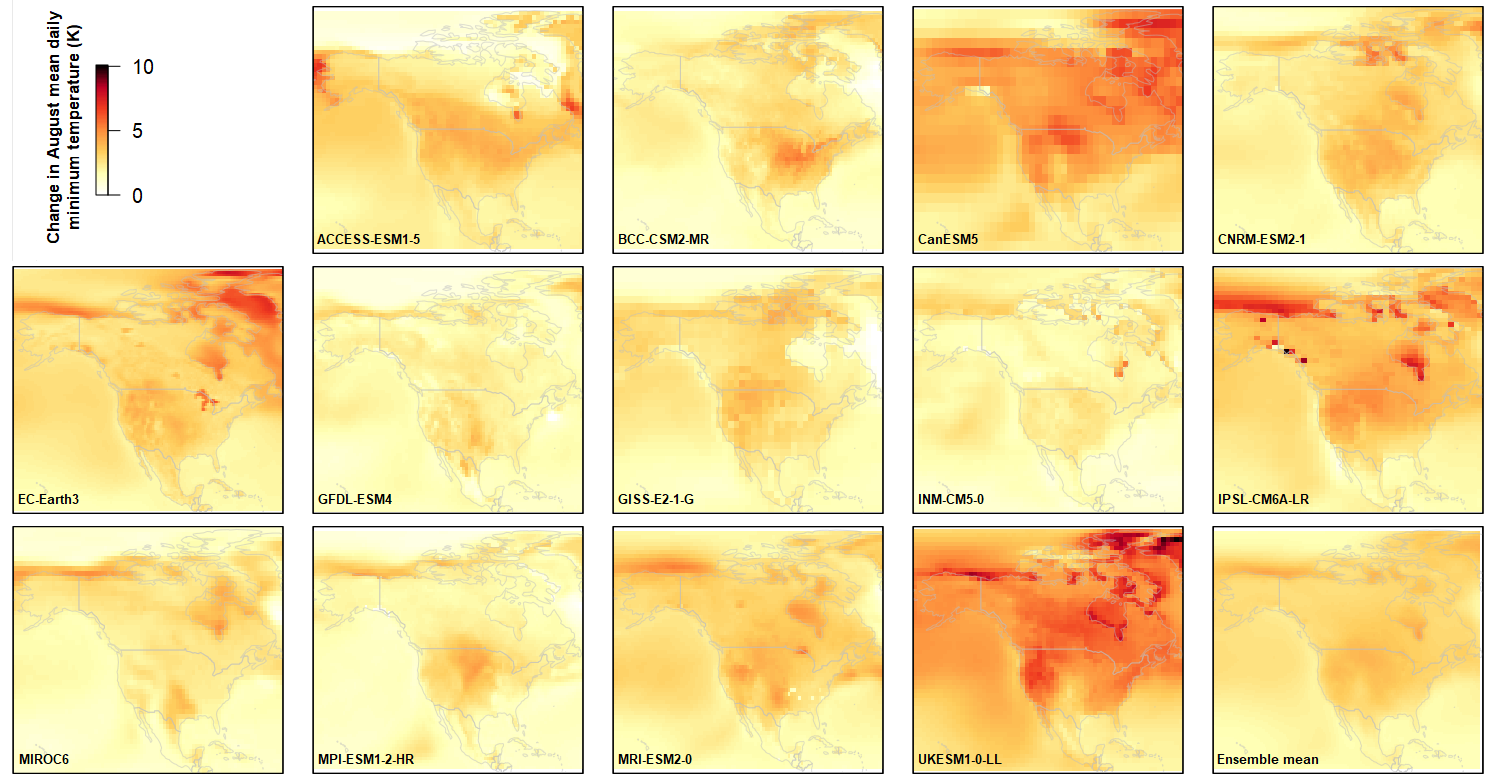 Change in August mean daily
minimum temperature (K)
10
5
0
ACCESS-ESM1-5
BCC-CSM2-MR
CanESM5
CNRM-ESM2-1
EC-Earth3
GFDL-ESM4
GISS-E2-1-G
INM-CM5-0
IPSL-CM6A-LR
MIROC6
MPI-ESM1-2-HR
MRI-ESM2-0
UKESM1-0-LL
Ensemble mean